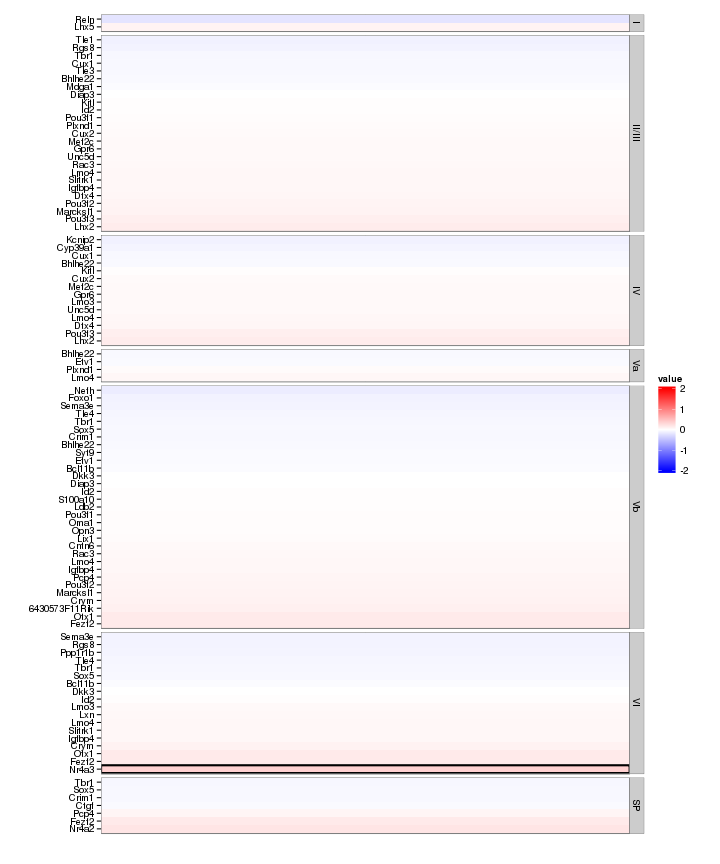 Reln
Lhx5
I
Tle1
Rgs8
Tbr1
Cux1
Tle3
Bhlhe22
Mdga1
Diap3
Kitl
Id2
Pou3f1
Plxnd1
Cux2
Mef2c
Gpr6
Unc5d
Rac3
Lmo4
Slitrk1
Igfbp4
Dtx4
Pou3f2
Marcksl1
Pou3f3
Lhx2
II/III
Kcnip2
Cyp39a1
Cux1
Bhlhe22
Kitl
Cux2
Mef2c
Gpr6
Lmo3
Unc5d
Lmo4
Dtx4
Pou3f3
Lhx2
IV
Bhlhe22
Etv1
Plxnd1
Lmo4
Va
Nefh
Foxo1
Sema3e
Tle4
Tbr1
Sox5
Crim1
Bhlhe22
Syt9
Etv1
Bcl11b
Dkk3
Diap3
Id2
S100a10
Ldb2
Pou3f1
Oma1
Opn3
Lix1
Cntn6
Rac3
Lmo4
Igfbp4
Pcp4
Pou3f2
Marcksl1
Crym
6430573F11Rik
Otx1
Fezf2
Vb
Sema3e
Rgs8
Ppp1r1b
Tle4
Tbr1
Sox5
Bcl11b
Dkk3
Id2
Lmo3
Lxn
Lmo4
Slitrk1
Igfbp4
Crym
Otx1
Fezf2
Nr4a3
VI
Tbr1
Sox5
Crim1
Ctgf
Pcp4
Fezf2
Nr4a2
SP
value
2
1
0
-1
-2